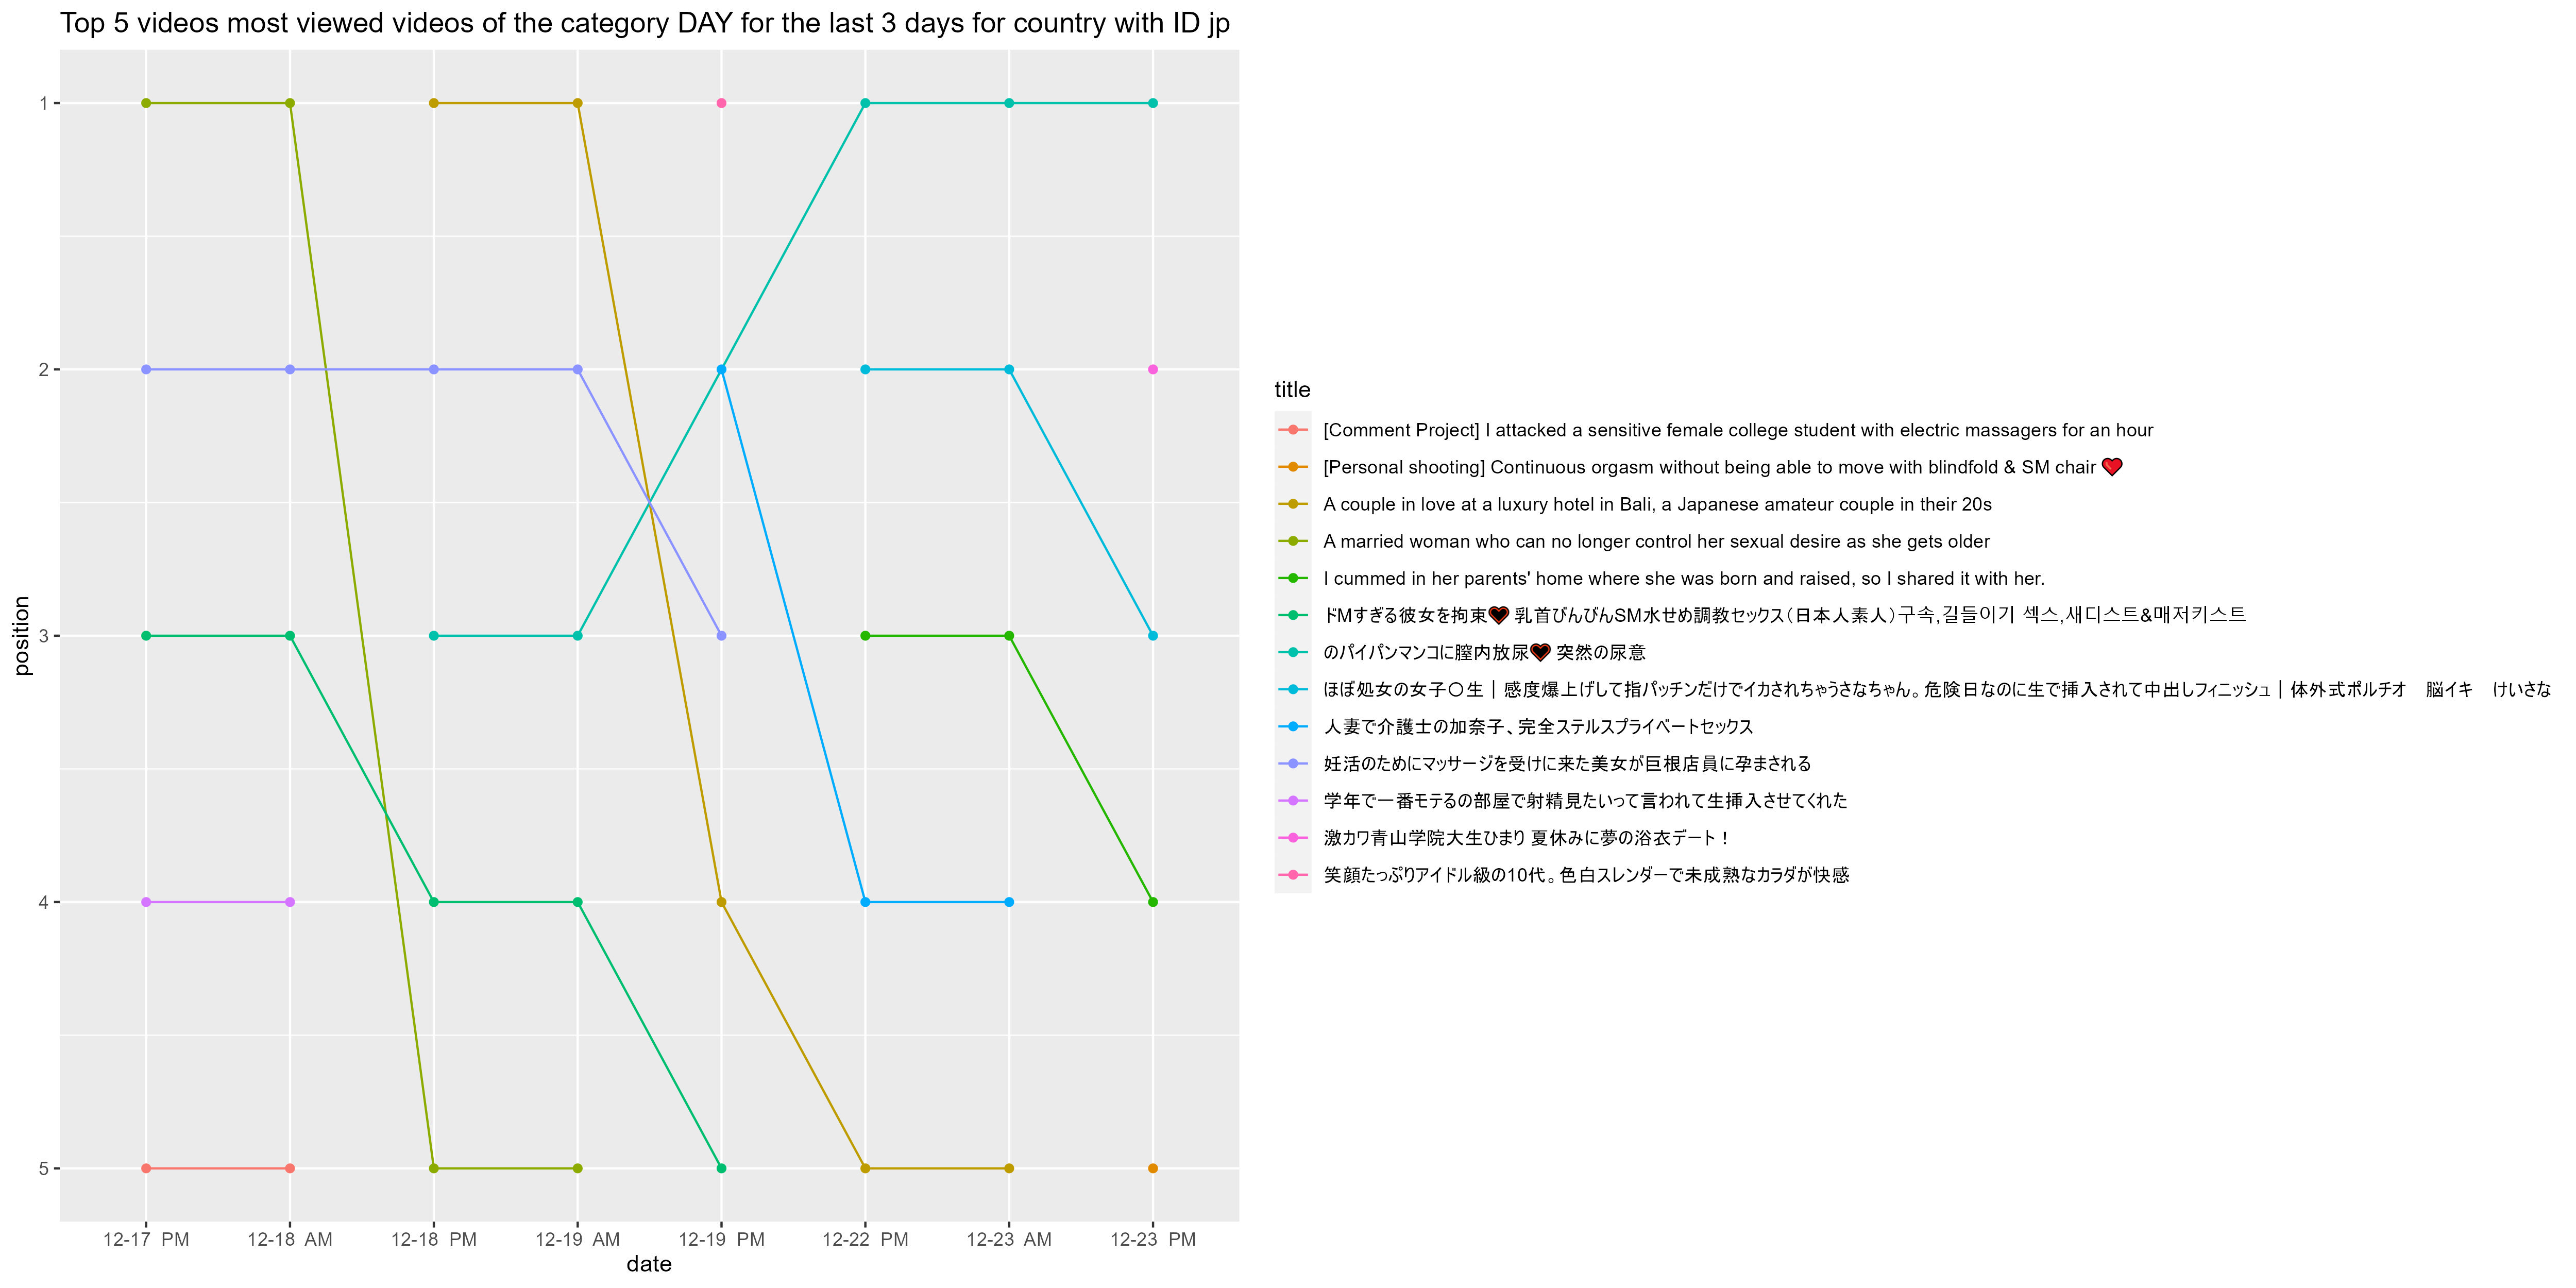 Top 5 videos most viewed videos of the category DAY for the last 3 days for country with ID jp
position
1
2
3
4
5
12-17 PM
12-18 AM
12-18 PM
12-19 AM
12-19 PM
12-22 PM
12-23 AM
12-23 PM
date
title
[Comment Project] I attacked a sensitive female college student with electric massagers for an hour
[Personal shooting] Continuous orgasm without being able to move with blindfold & SM chair ❤️
A couple in love at a luxury hotel in Bali, a Japanese amateur couple in their 20s
A married woman who can no longer control her sexual desire as she gets older
I cummed in her parents' home where she was born and raised, so I shared it with her.
ドMすぎる彼女を拘束🖤 乳首びんびんSM水せめ調教セックス（日本人素人）구속,길들이기 섹스,새디스트&매저키스트
のパイパンマンコに膣内放尿🖤 突然の尿意
ほぼ処女の女子〇生｜感度爆上げして指パッチンだけでイカされちゃうさなちゃん。危険日なのに生で挿入されて中出しフィニッシュ｜体外式ポルチオ　脳イキ　けいさな
人妻で介護士の加奈子、完全ステルスプライベートセックス
妊活のためにマッサージを受けに来た美女が巨根店員に孕まされる
学年で一番モテるの部屋で射精見たいって言われて生挿入させてくれた
激カワ青山学院大生ひまり 夏休みに夢の浴衣デート！
笑顔たっぷりアイドル級の10代。色白スレンダーで未成熟なカラダが快感